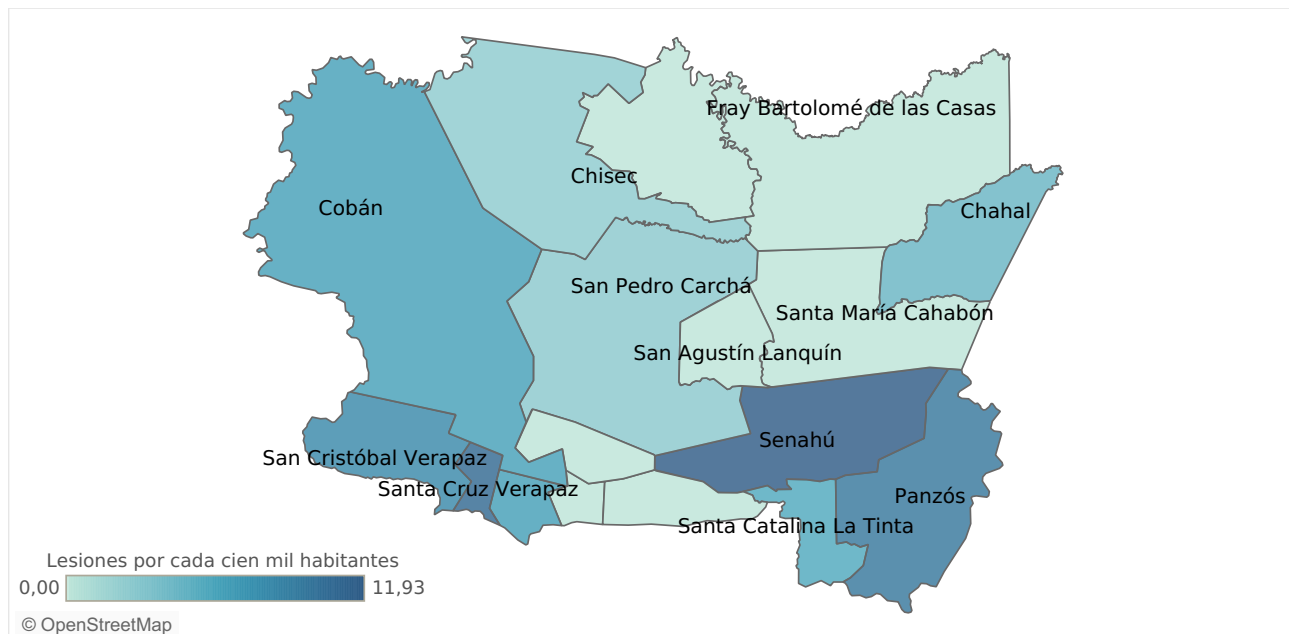 Fray Bartolomé de las Casas
Chisec
Cobán
Chahal
San Pedro Carchá
Santa María Cahabón
San Agustín Lanquín
Senahú
San Cristóbal Verapaz
Santa Cruz Verapaz
Panzós
Santa Catalina La Tinta
Lesiones por cada cien mil habitantes
0,00 11,93
© OpenStreetMap